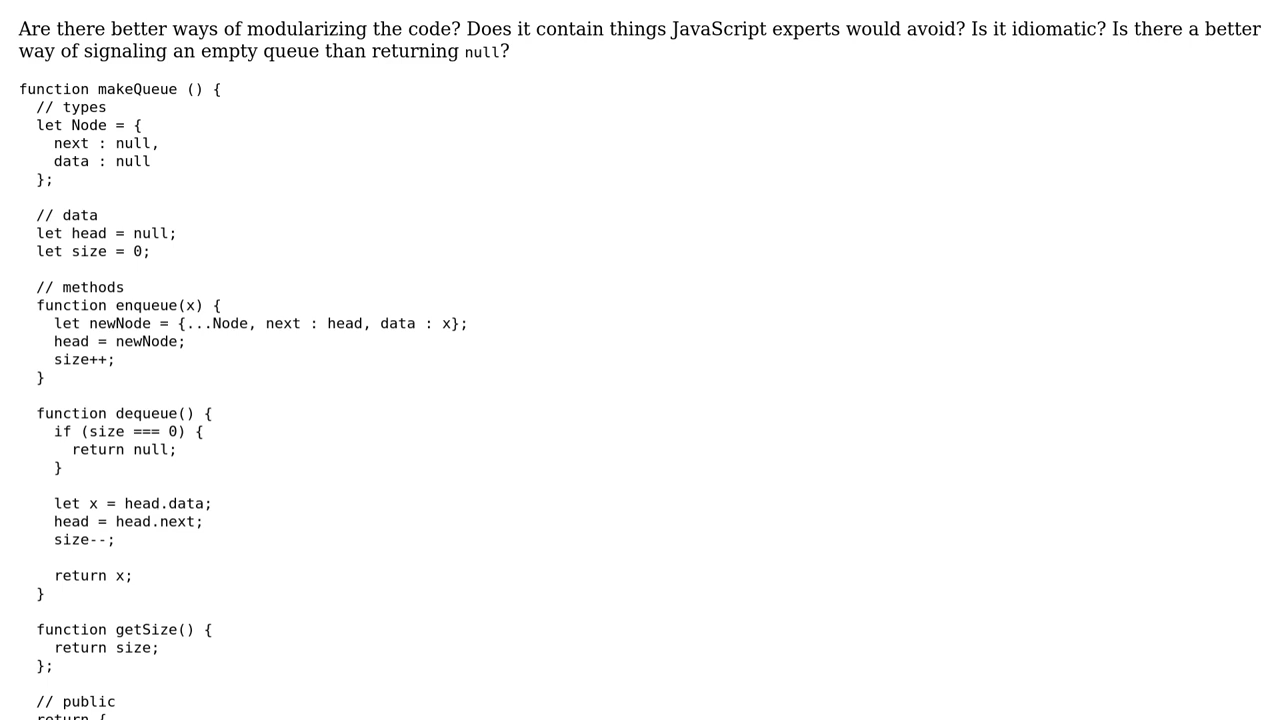 Are there better ways of modularizing the code? Does it contain things JavaScript experts would avoid? Is it idiomatic? Is there a better
way of signaling an empty queue than returning null?
function makeQueue () {
  // types
  let Node = {
    next : null,
    data : null
  };
  // data
  let head = null;
  let size = 0;
  // methods
  function enqueue(x) {
    let newNode = {...Node, next : head, data : x};
    head = newNode;
    size++;
  }
  function dequeue() {
    if (size === 0) {
      return null;
    }
    let x = head.data;
    head = head.next;
    size--;
    return x;
  }
  function getSize() {
    return size;
  };
  // public
  return {